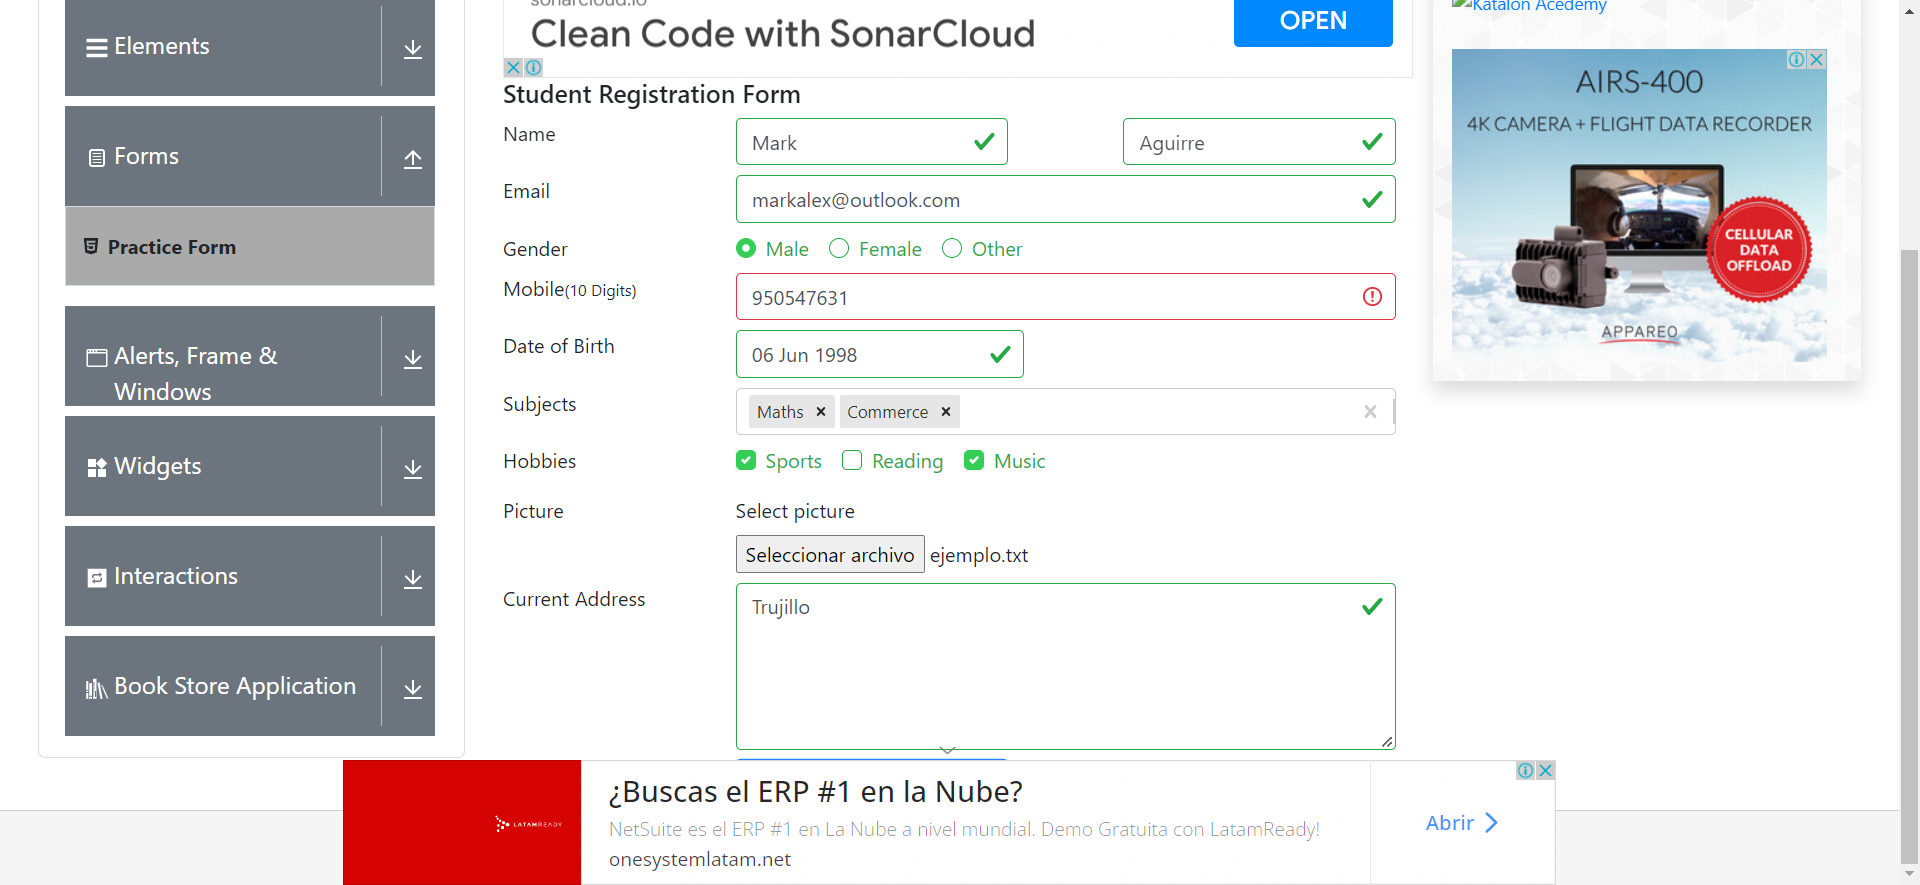 Elements
Forms
Practice Form
Alerts, Frame &
Windows
Widgets
Interactions
Book Store Application
sonarcloud.io
Clean Code with SonarCloud
OPEN
Student Registration Form
Name
Mark
Aguirre
Email
markalex@outlook.com
Gender
Male
Female
Other
Mobile(10 Digits)
950547631
Date of Birth
06 Jun 1998
Subjects
Maths
Commerce
Hobbies
Sports
Reading
Music
Picture
Select picture
Seleccionar archivo
ejemplo.txt
Current Address
Trujillo
Katalon Acedemy
AIRS-400
4K CAMERA + FLIGHT DATA RECORDER
CELLULAR
DATA
OFFLOAD
APPAREO
LATAMREADY
¿Buscas el ERP #1 en la Nube?
NetSuite es el ERP #1 en La Nube a nivel mundial. Demo Gratuita con LatamReady!
onesystemlatam.net
Abrir